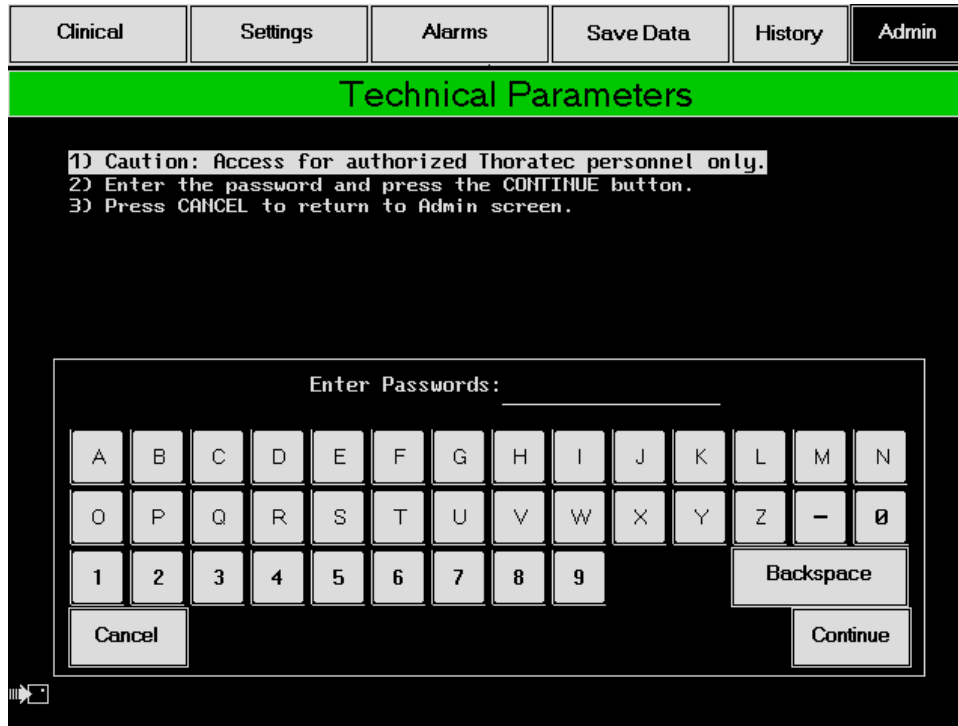 Clinical Settings Alarms Save Data History Admin
Technical Parameters
1) Caution: Access for authorized Thoratec personnel only.
2) Enter the password and press the CONTINUE button.
3) Press CANCEL to return to Admin screen.
Enter Passwords:
A B C D E F G H I J K L M N
O P Q R S T U V W X Y Z - 0
1 2 3 4 5 6 7 8 9 Backspace
Cancel Continue